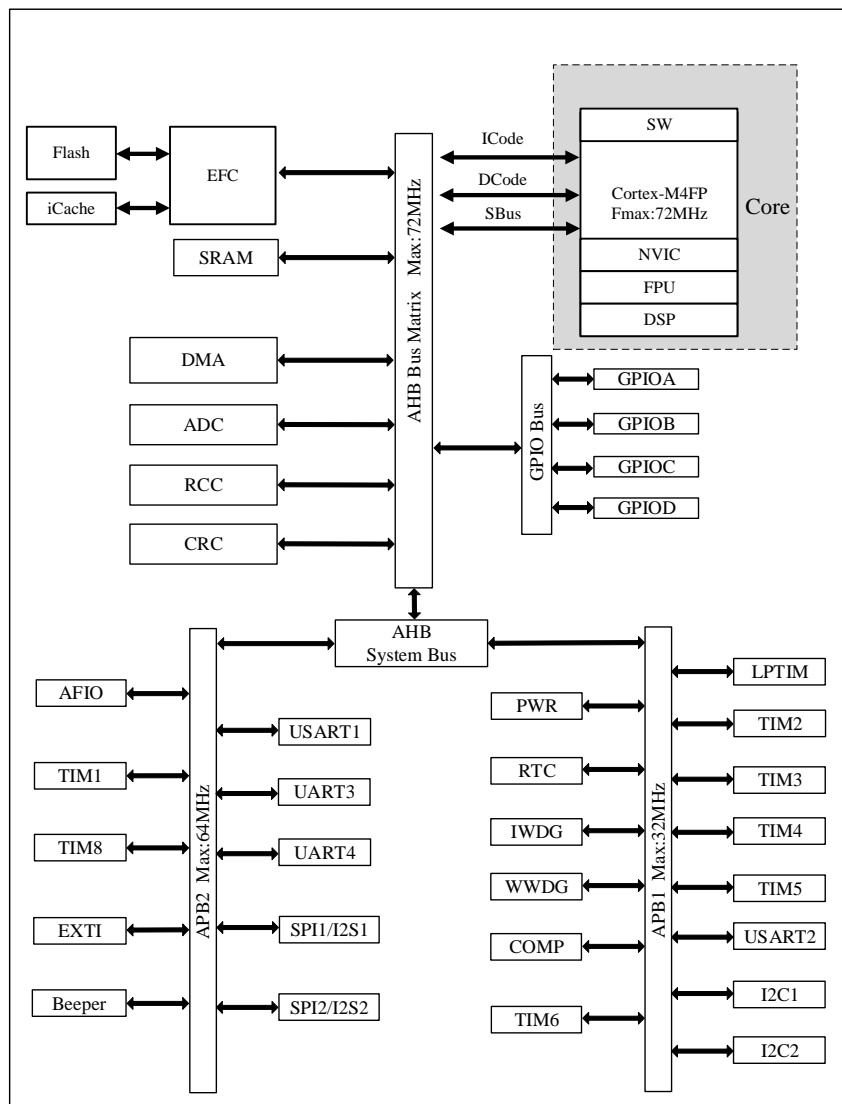 SW
ICode
Flash
EFC
DCode
Cortex-M4FP
Fmax:72MHz
Core
iCache
SBus
SRAM
NVIC
FPU
DSP
AHB Bus Matrix Max:72MHz
DMA
ADC
RCC
CRC
GPIO Bus
GPIOA
GPIOB
GPIOC
GPIOD
AHB
System Bus
APB2 Max:64MHz
AFIO
TIM1
TIM8
EXTI
Beeper
USART1
UART3
UART4
SPI1/I2S1
SPI2/I2S2
APB1 Max:32MHz
PWR
RTC
IWDG
WWDG
COMP
TIM6
LPTIM
TIM2
TIM3
TIM4
TIM5
USART2
I2C1
I2C2